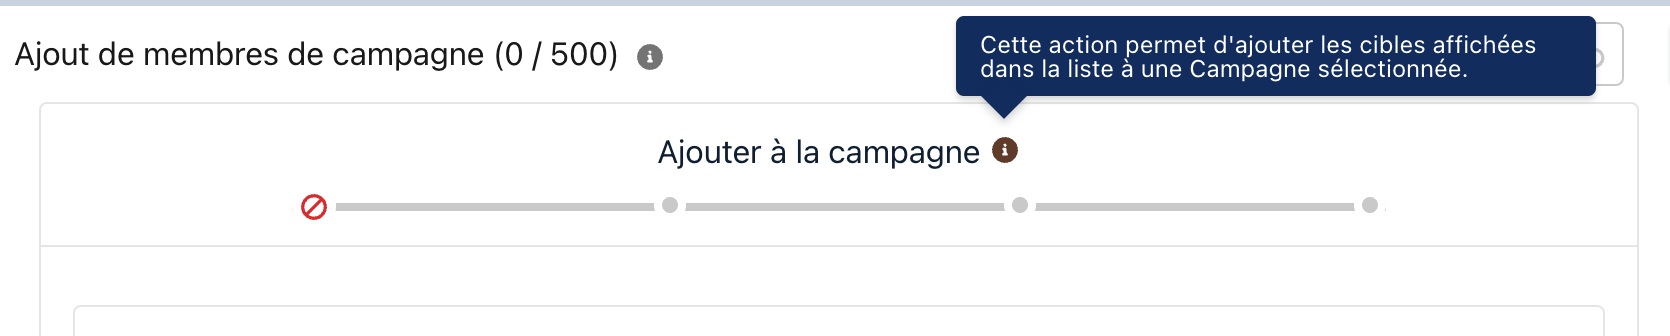 Ajout de membres de campagne (0 / 500)
Cette action permet d'ajouter les cibles affichées
dans la liste à une Campagne sélectionnée.
Ajouter à la campagne